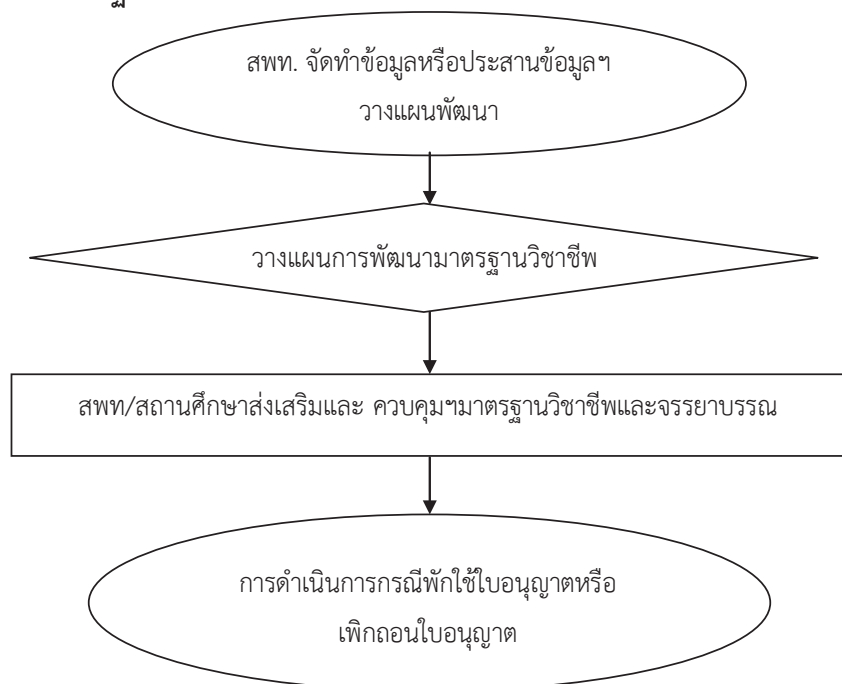 สพท. จัดทำข้อมูลหรือประสานข้อมูลฯ
วางแผนพัฒนา
วางแผนการพัฒนามาตรฐานวิชาชีพ
สพท/สถานศึกษาส่งเสริมและ ควบคุมฯมาตรฐานวิชาชีพและจรรยาบรรณ
การดำเนินการกรณีพักใช้ใบอนุญาตหรือ
เพิกถอนใบอนุญาต